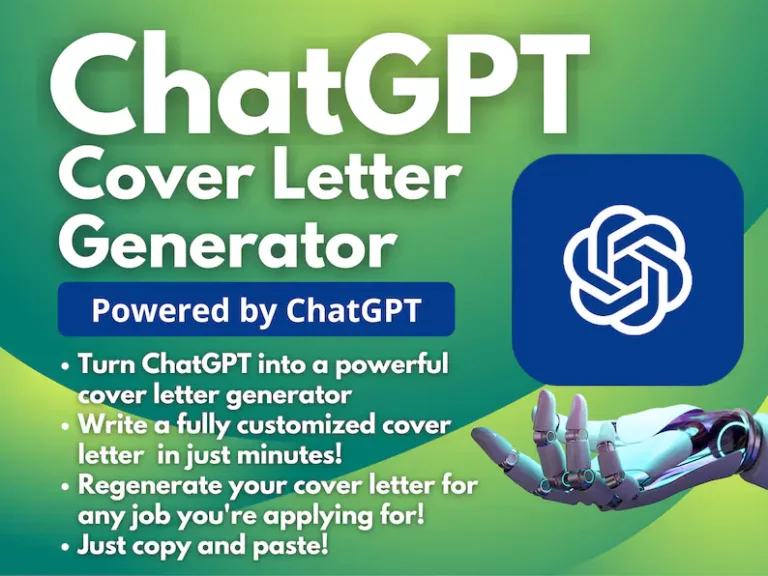 ChatGPT
Cover Letter
Generator
Powered by ChatGPT
• Turn ChatGPT into a powerful
cover letter generator
• Write a fully customized cover
letter  in just minutes!
• Regenerate your cover letter for
any job you're applying for!
• Just copy and paste!